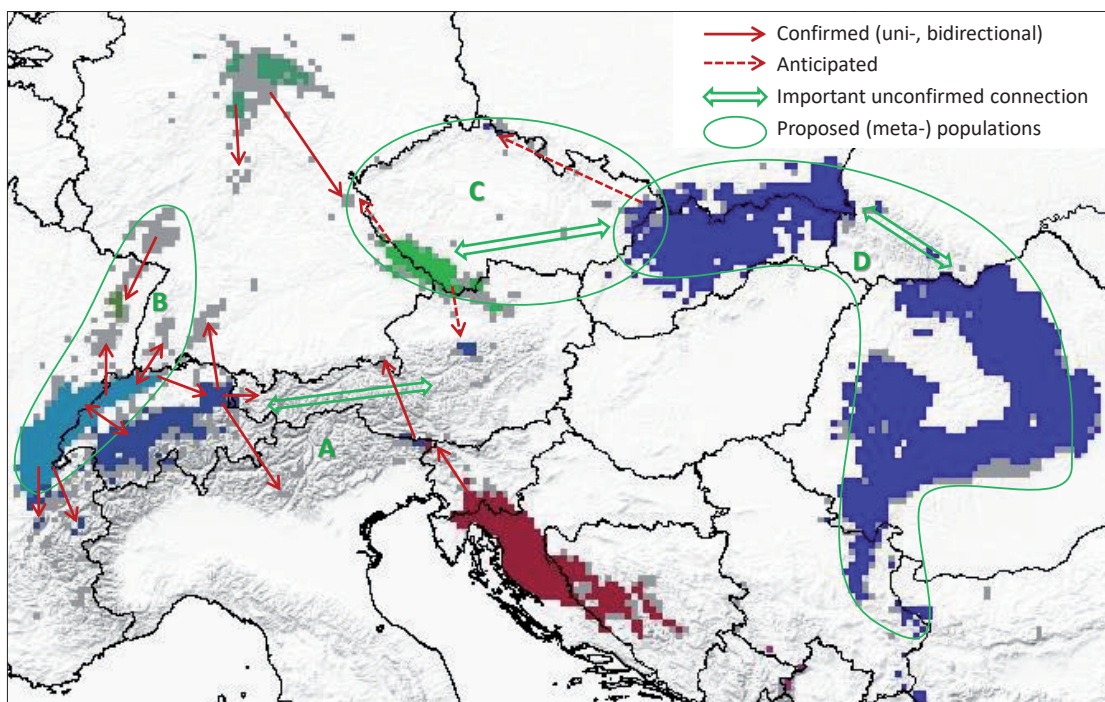 Confirmed (uni-, bidirectional)
Anticipated
Important unconfirmed connection
Proposed (meta-) populations
C
D
B
A